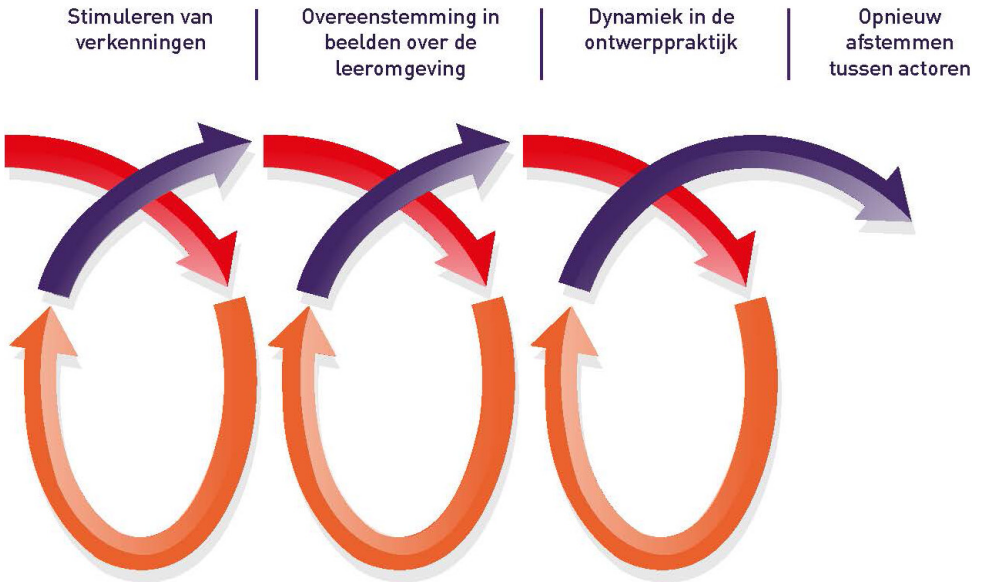 Stimuleren van
verkenningen
Overeenstemming in
beelden over de
leeromgeving
Dynamiek in de
ontwerppraktijk
Opnieuw
afstemmen
tussen actoren